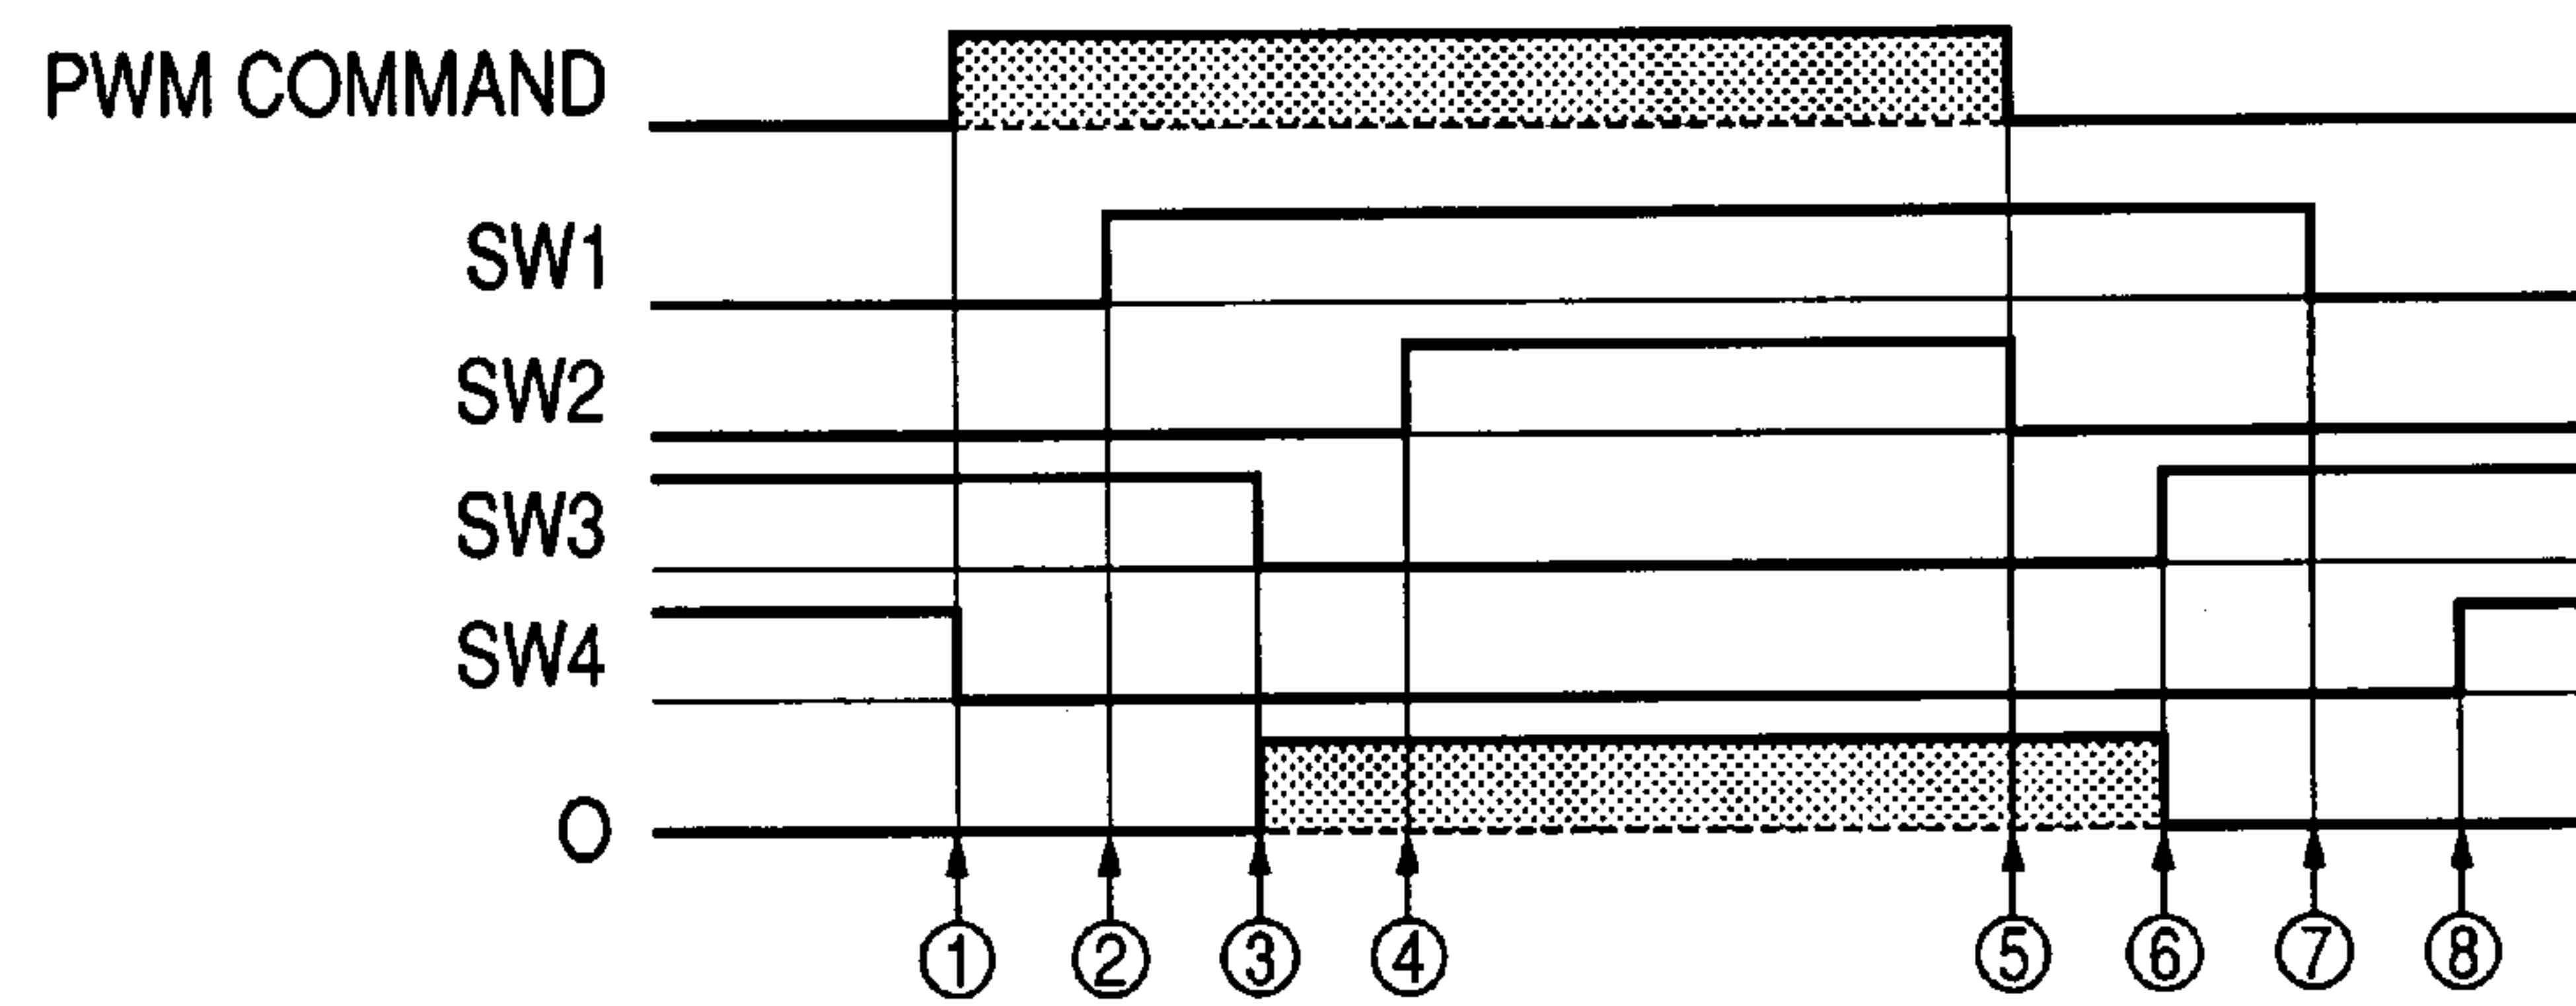 PWM COMMAND
SW1
SW2
SW3
SW4
O
① ② ③ ④ ⑤ ⑥ ⑦ ⑧